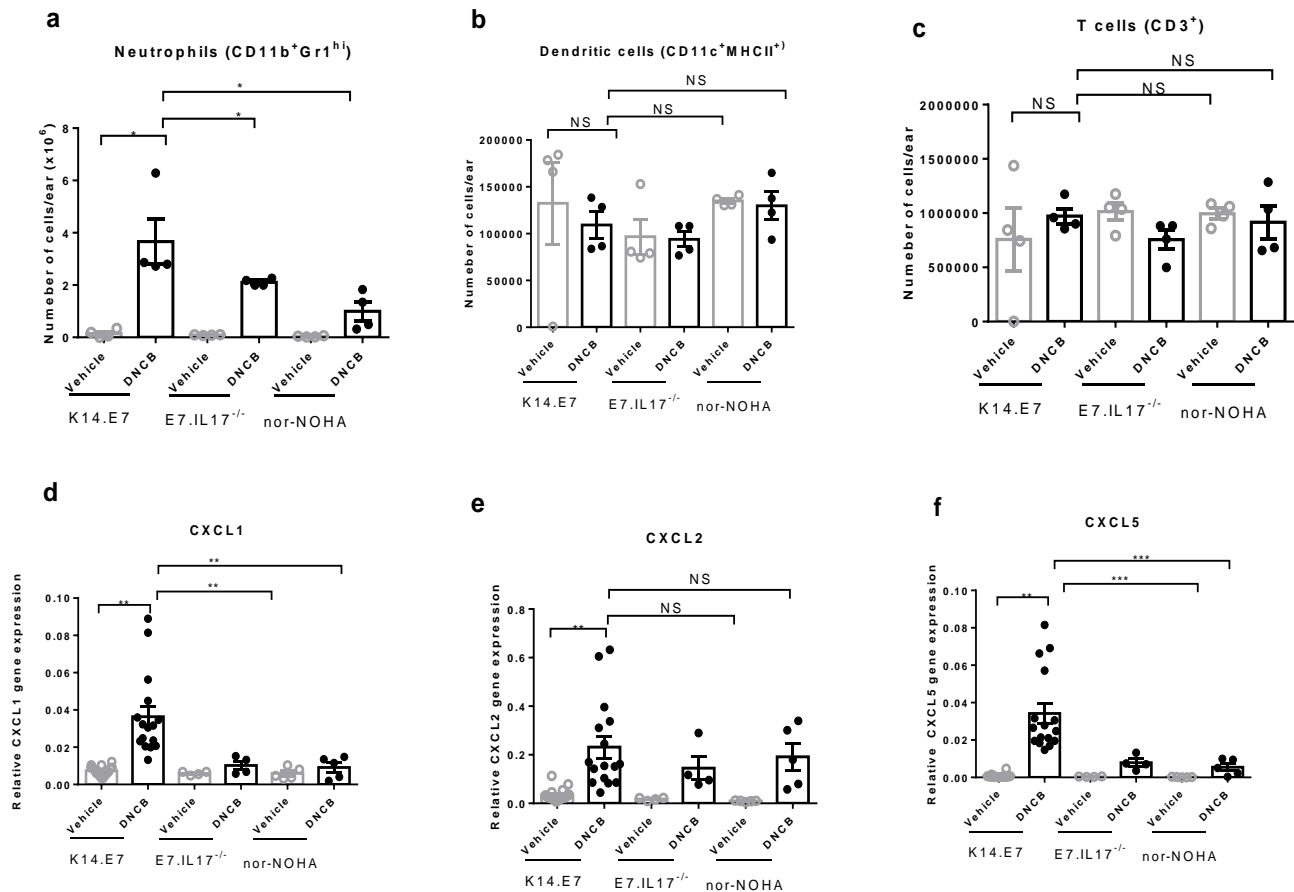 a
Neutrophils (CD11b+Gr1hi)
Numeber of cells/ear (x10^6)
8
6
4
2
0
*
*
*
Vehicle
DNCB
Vehicle
DNCB
Vehicle
DNCB
K14.E7
E7.IL17-/-
nor-NOHA
b
Dendritic cells (CD11c+MHCII+)
Numeber of cells/ear
200000
150000
100000
50000
0
NS
NS
NS
Vehicle
DNCB
Vehicle
DNCB
Vehicle
DNCB
K14.E7
E7.IL17-/-
nor-NOHA
c
T cells (CD3+)
Numeber of cells/ear
2000000
1500000
1000000
500000
0
NS
NS
NS
Vehicle
DNCB
Vehicle
DNCB
Vehicle
DNCB
K14.E7
E7.IL17-/-
nor-NOHA
d
CXCL1
Relative CXCL1 gene expression
0.10
0.08
0.06
0.04
0.02
0.00
**
**
**
Vehicle
DNCB
Vehicle
DNCB
Vehicle
DNCB
K14.E7
E7.IL17-/-
nor-NOHA
e
CXCL2
Relative CXCL2 gene expression
0.8
0.6
0.4
0.2
0.0
NS
NS
**
Vehicle
DNCB
Vehicle
DNCB
Vehicle
DNCB
K14.E7
E7.IL17-/-
nor-NOHA
f
CXCL5
Relative CXCL5 gene expression
0.10
0.08
0.06
0.04
0.02
0.00
***
***
**
Vehicle
DNCB
Vehicle
DNCB
Vehicle
DNCB
K14.E7
E7.IL17-/-
nor-NOHA